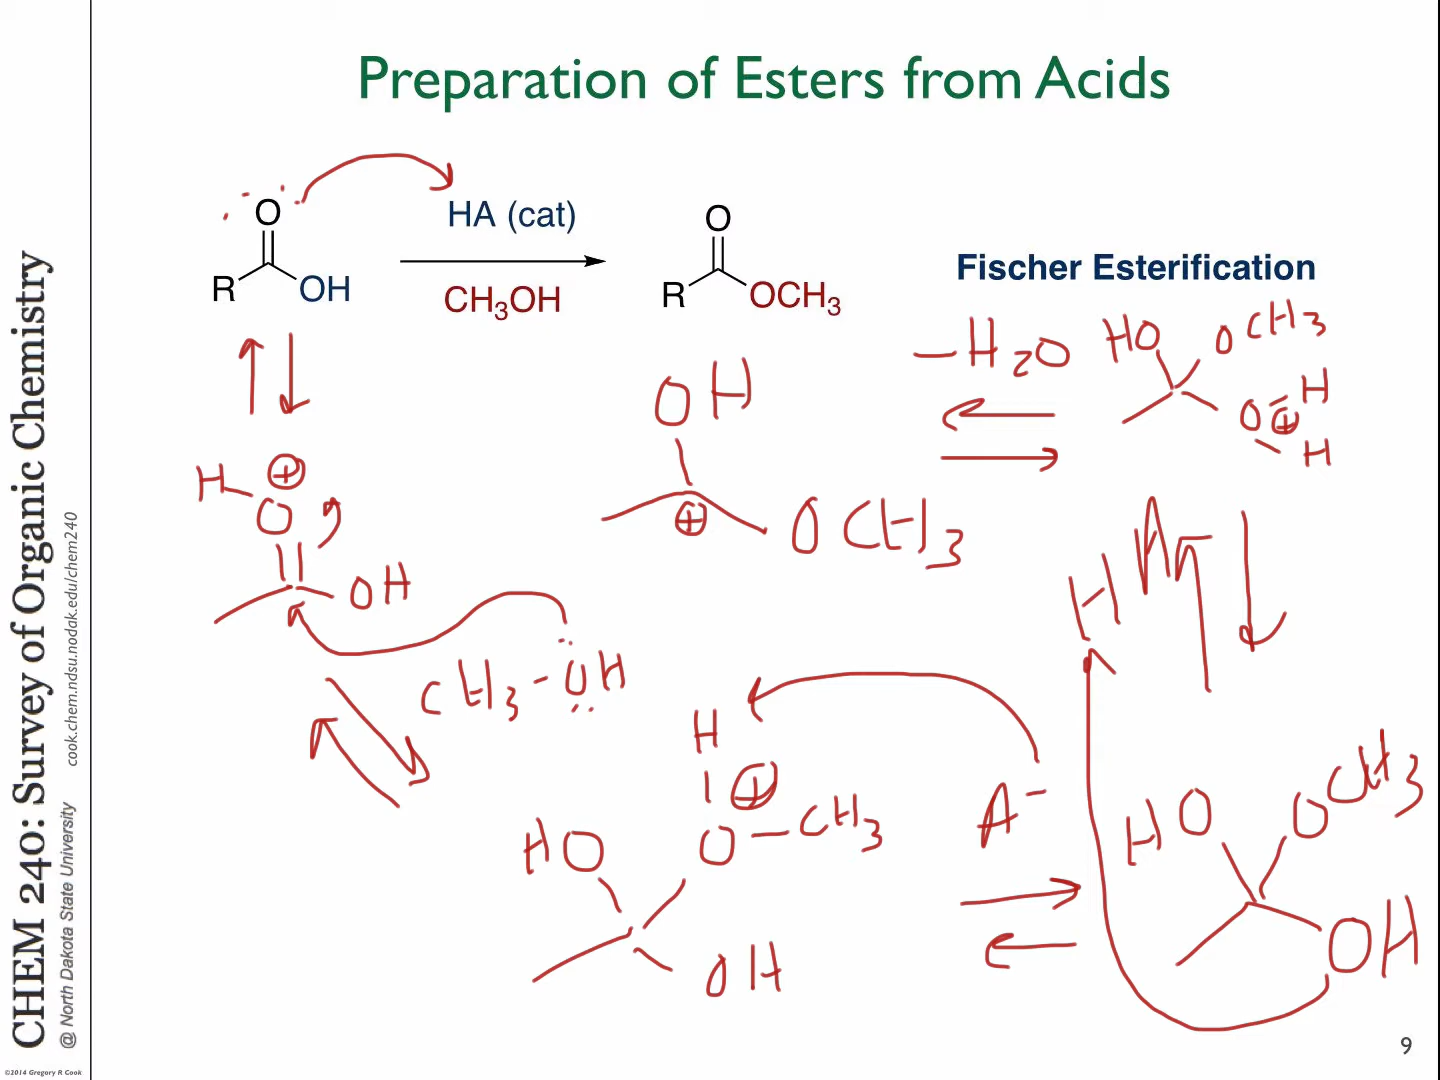 Preparation of Esters from Acids
CHEM 240: Survey of Organic Chemistry
@ North Dakota State University cook.chem.ndsu.nodak.edu/chem240
©2014 Gregory R Cook
O
R OH
HA (cat)
CH₃OH
O
R OCH₃
Fischer Esterification
-H₂O
HO OCH₃
O⊕ H
H
OH
⊕ OCH₃
H ⊕
O
OH
CH₃-OH
HA
H
⊕
HO O-CH₃
OH
A⁻
HO OCH₃
OH
9